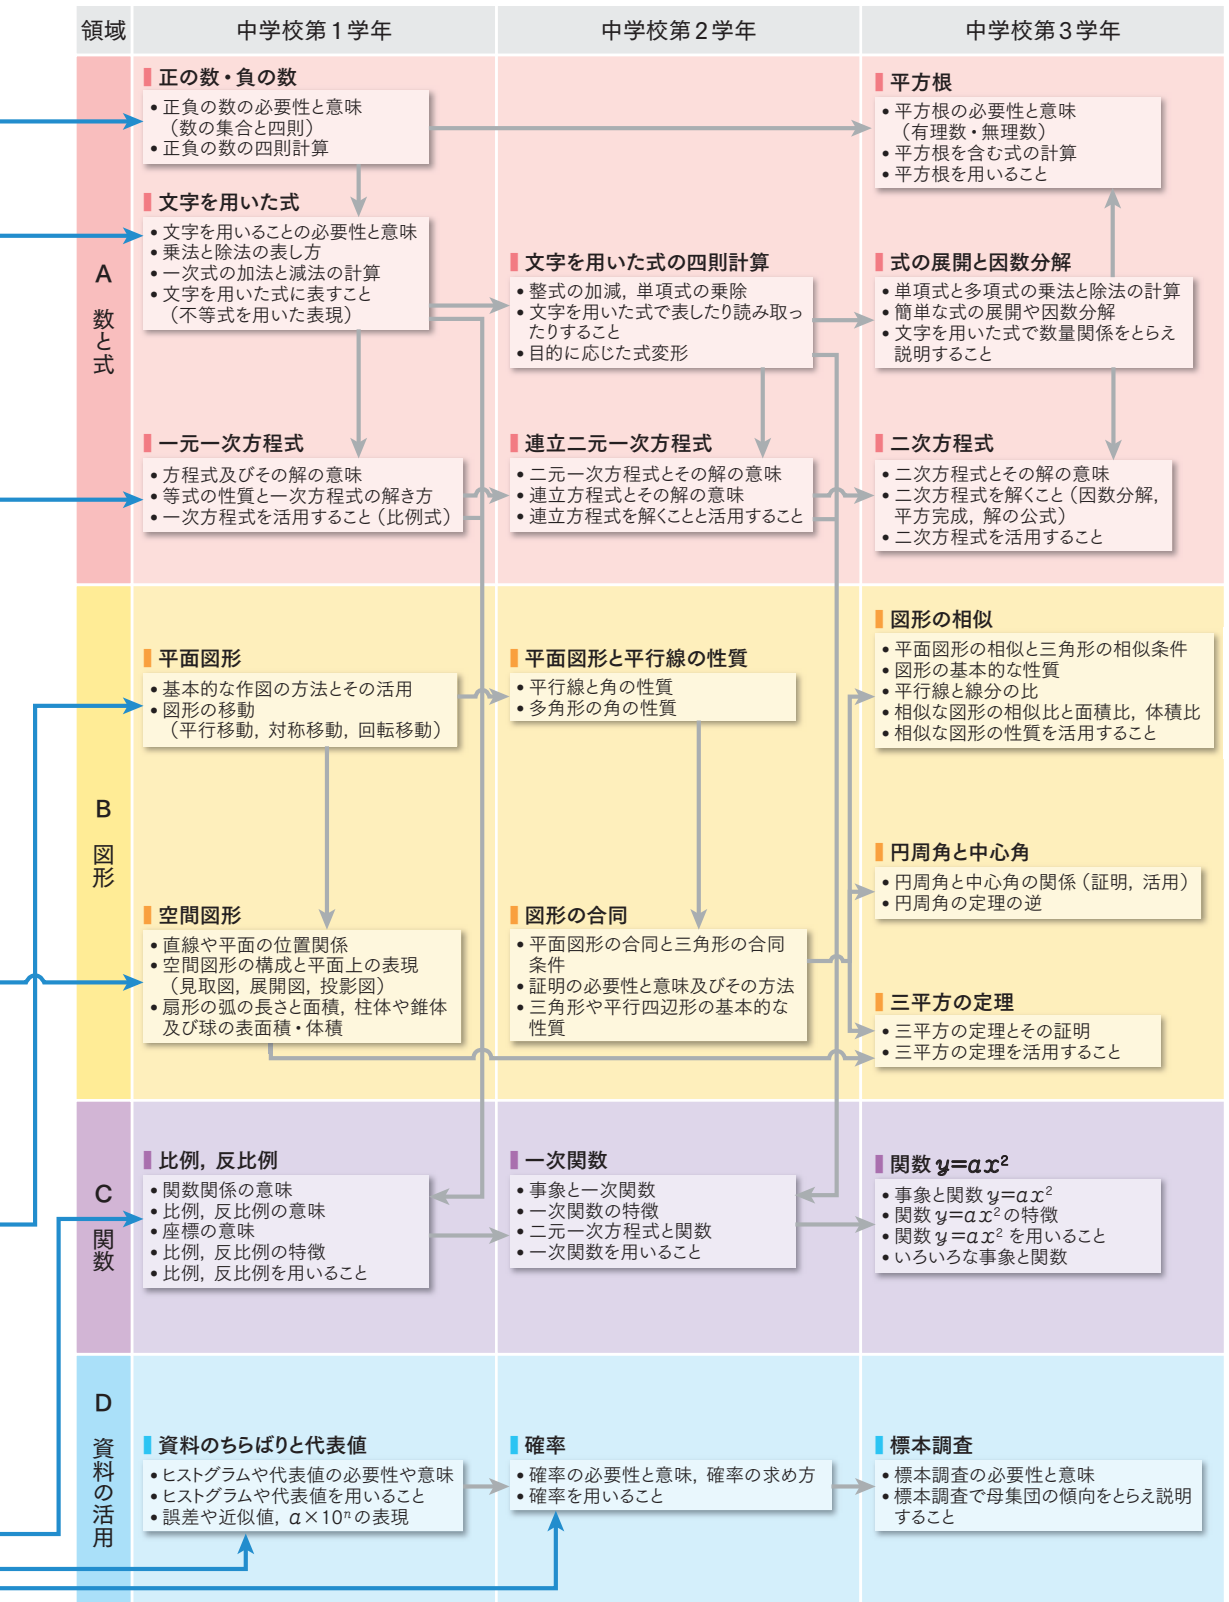 領域
中学校第1学年
中学校第2学年
中学校第3学年
A 数と式
正の数・負の数
• 正負の数の必要性と意味
（数の集合と四則）
• 正負の数の四則計算
文字を用いた式
• 文字を用いることの必要性と意味
• 乗法と除法の表し方
• 一次式の加法と減法の計算
• 文字を用いた式に表すこと
（不等式を用いた表現）
一元一次方程式
• 方程式及びその解の意味
• 等式の性質と一次方程式の解き方
• 一次方程式を活用すること（比例式）
文字を用いた式の四則計算
• 整式の加減，単項式の乗除
• 文字を用いた式で表したり読み取っ
たりすること
• 目的に応じた式変形
連立二元一次方程式
• 二元一次方程式とその解の意味
• 連立方程式とその解の意味
• 連立方程式を解くことと活用すること
平方根
• 平方根の必要性と意味
（有理数・無理数）
• 平方根を含む式の計算
• 平方根を用いること
式の展開と因数分解
• 単項式と多項式の乗法と除法の計算
• 簡単な式の展開や因数分解
• 文字を用いた式で数量関係をとらえ
説明すること
二次方程式
• 二次方程式とその解の意味
• 二次方程式を解くこと（因数分解，
平方完成，解の公式）
• 二次方程式を活用すること
B 図形
平面図形
• 基本的な作図の方法とその活用
• 図形の移動
（平行移動，対称移動，回転移動）
空間図形
• 直線や平面の位置関係
• 空間図形の構成と平面上の表現
（見取図，展開図，投影図）
• 扇形の弧の長さと面積，柱体や錐体
及び球の表面積・体積
平面図形と平行線の性質
• 平行線と角の性質
• 多角形の角の性質
図形の合同
• 平面図形の合同と三角形の合同
条件
• 証明の必要性と意味及びその方法
• 三角形や平行四辺形の基本的な
性質
図形の相似
• 平面図形の相似と三角形の相似条件
• 図形の基本的な性質
• 平行線と線分の比
• 相似な図形の相似比と面積比，体積比
• 相似な図形の性質を活用すること
円周角と中心角
• 円周角と中心角の関係（証明，活用）
• 円周角の定理の逆
三平方の定理
• 三平方の定理とその証明
• 三平方の定理を活用すること
C 関数
比例，反比例
• 関数関係の意味
• 比例，反比例の意味
• 座標の意味
• 比例，反比例の特徴
• 比例，反比例を用いること
一次関数
• 事象と一次関数
• 一次関数の特徴
• 二元一次方程式と関数
• 一次関数を用いること
関数 y=ax²
• 事象と関数 y=ax²
• 関数 y=ax² の特徴
• 関数 y=ax² を用いること
• いろいろな事象と関数
D 資料の活用
資料のちらばりと代表値
• ヒストグラムや代表値の必要性や意味
• ヒストグラムや代表値を用いること
• 誤差や近似値，a×10ⁿの表現
確率
• 確率の必要性と意味，確率の求め方
• 確率を用いること
標本調査
• 標本調査の必要性と意味
• 標本調査で母集団の傾向をとらえ説明
すること